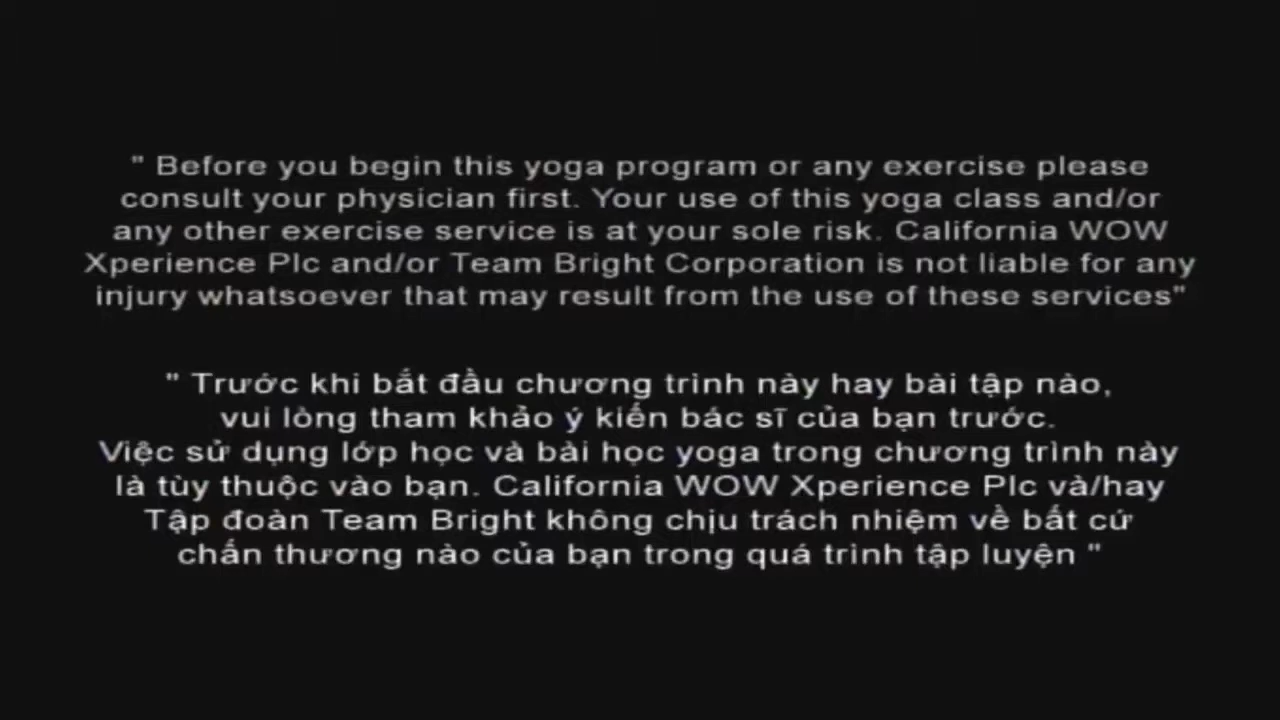 " Before you begin this yoga program or any exercise please
consult your physician first. Your use of this yoga class and/or
any other exercise service is at your sole risk. California WOW
Xperience Plc and/or Team Bright Corporation is not liable for any
injury whatsoever that may result from the use of these services"
" Trước khi bắt đầu chương trình này hay bài tập nào,
vui lòng tham khảo ý kiến bác sĩ của bạn trước.
Việc sử dụng lớp học và bài học yoga trong chương trình này
là tùy thuộc vào bạn. California WOW Xperience Plc và/hay
Tập đoàn Team Bright không chịu trách nhiệm về bất cứ
chấn thương nào của bạn trong quá trình tập luyện "